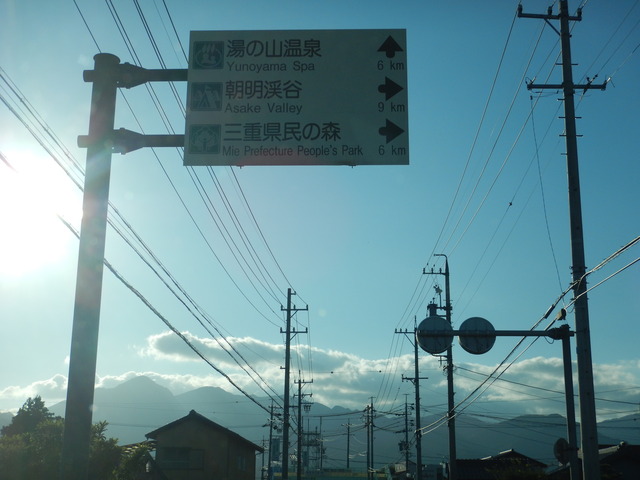 湯の山温泉
Yunoyama Spa 6 km
朝明渓谷
Asake Valley 9 km
三重県民の森
Mie Prefecture People's Park 6 km